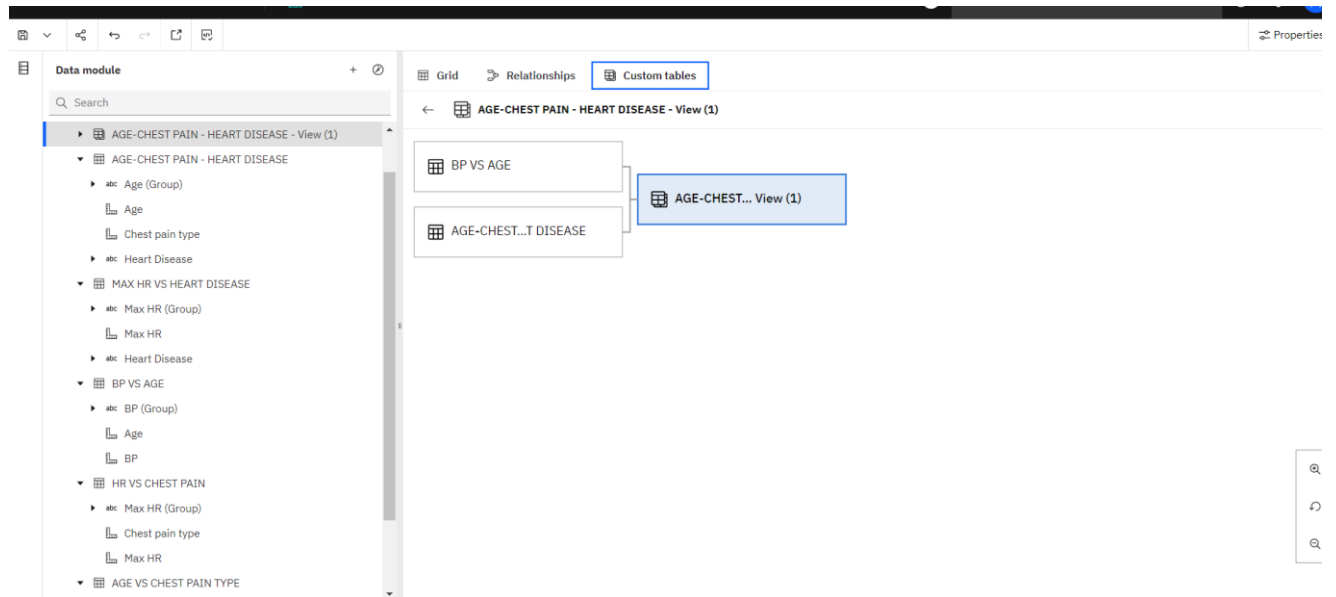 Properties
Data module
Search
AGE-CHEST PAIN - HEART DISEASE - View (1)
AGE-CHEST PAIN - HEART DISEASE
abc Age (Group)
Age
Chest pain type
abc Heart Disease
MAX HR VS HEART DISEASE
abc Max HR (Group)
Max HR
abc Heart Disease
BP VS AGE
abc BP (Group)
Age
BP
HR VS CHEST PAIN
abc Max HR (Group)
Chest pain type
Max HR
AGE VS CHEST PAIN TYPE
Grid Relationships Custom tables
AGE-CHEST PAIN - HEART DISEASE - View (1)
BP VS AGE
AGE-CHEST...T DISEASE
AGE-CHEST... View (1)